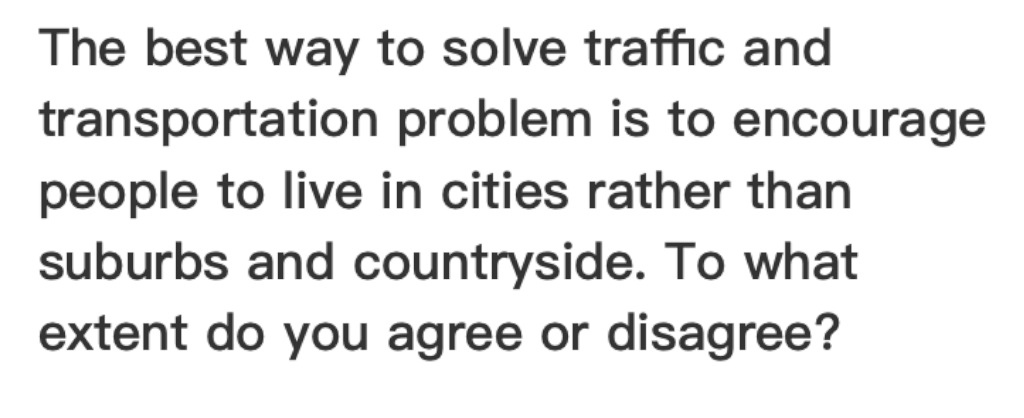 The best way to solve traffic and
transportation problem is to encourage
people to live in cities rather than
suburbs and countryside. To what
extent do you agree or disagree?